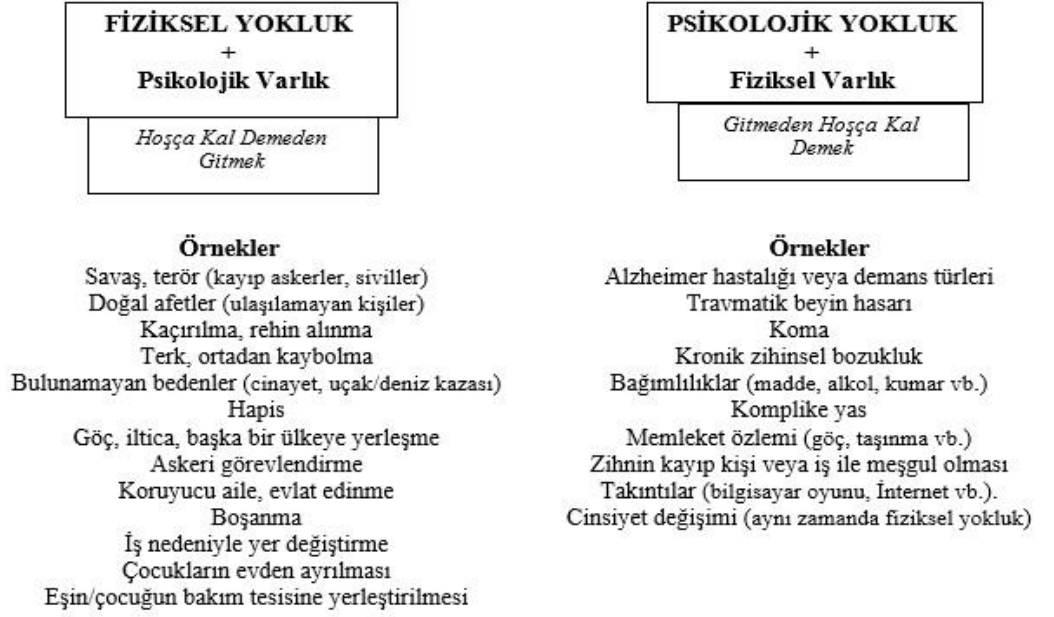 FİZİKSEL YOKLUK
+
Psikolojik Varlık
Hoşça Kal Demeden
Gitmek
Örnekler
Savaş, terör (kayıp askerler, siviller)
Doğal afetler (ulaşılamayan kişiler)
Kaçırılma, rehin alınma
Terk, ortadan kaybolma
Bulunamayan bedenler (cinayet, uçak/deniz kazası)
Hapis
Göç, iltica, başka bir ülkeye yerleşme
Askeri görevlendirme
Koruyucu aile, evlat edinme
Boşanma
İş nedeniyle yer değiştirme
Çocukların evden ayrılması
Eşin/çocuğun bakım tesisine yerleştirilmesi
PSİKOLOJİK YOKLUK
+
Fiziksel Varlık
Gitmeden Hoşça Kal
Demek
Örnekler
Alzheimer hastalığı veya demans türleri
Travmatik beyin hasarı
Koma
Kronik zihinsel bozukluk
Bağımlılıklar (madde, alkol, kumar vb.)
Komplike yas
Memleket özlemi (göç, taşınma vb.)
Zihnin kayıp kişi veya iş ile meşgul olması
Takıntılar (bilgisayar oyunu, İnternet vb.).
Cinsiyet değişimi (aynı zamanda fiziksel yokluk)